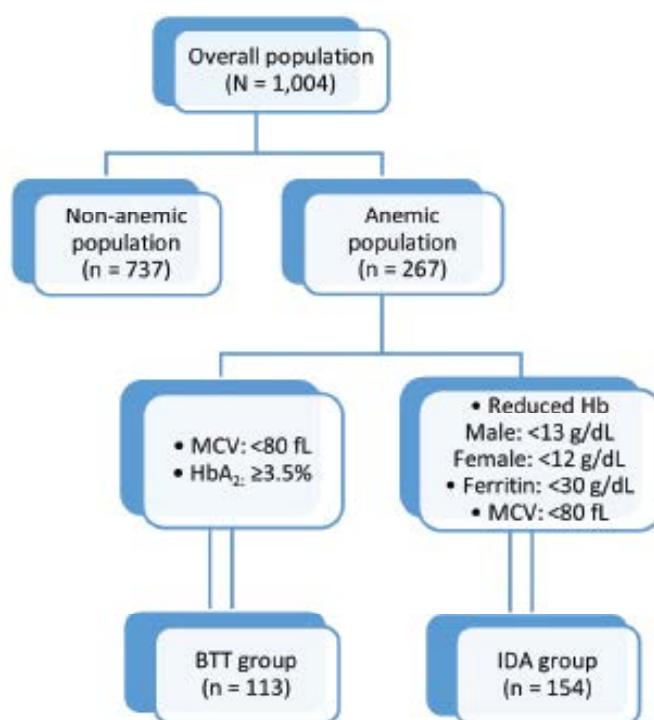 Overall population
(N = 1,004)
Non-anemic
population
(n = 737)
Anemic
population
(n = 267)
• MCV: <80 fL
• HbA2: ≥3.5%
• Reduced Hb
Male: <13 g/dL
Female: <12 g/dL
• Ferritin: <30 g/dL
• MCV: <80 fL
BTT group
(n = 113)
IDA group
(n = 154)